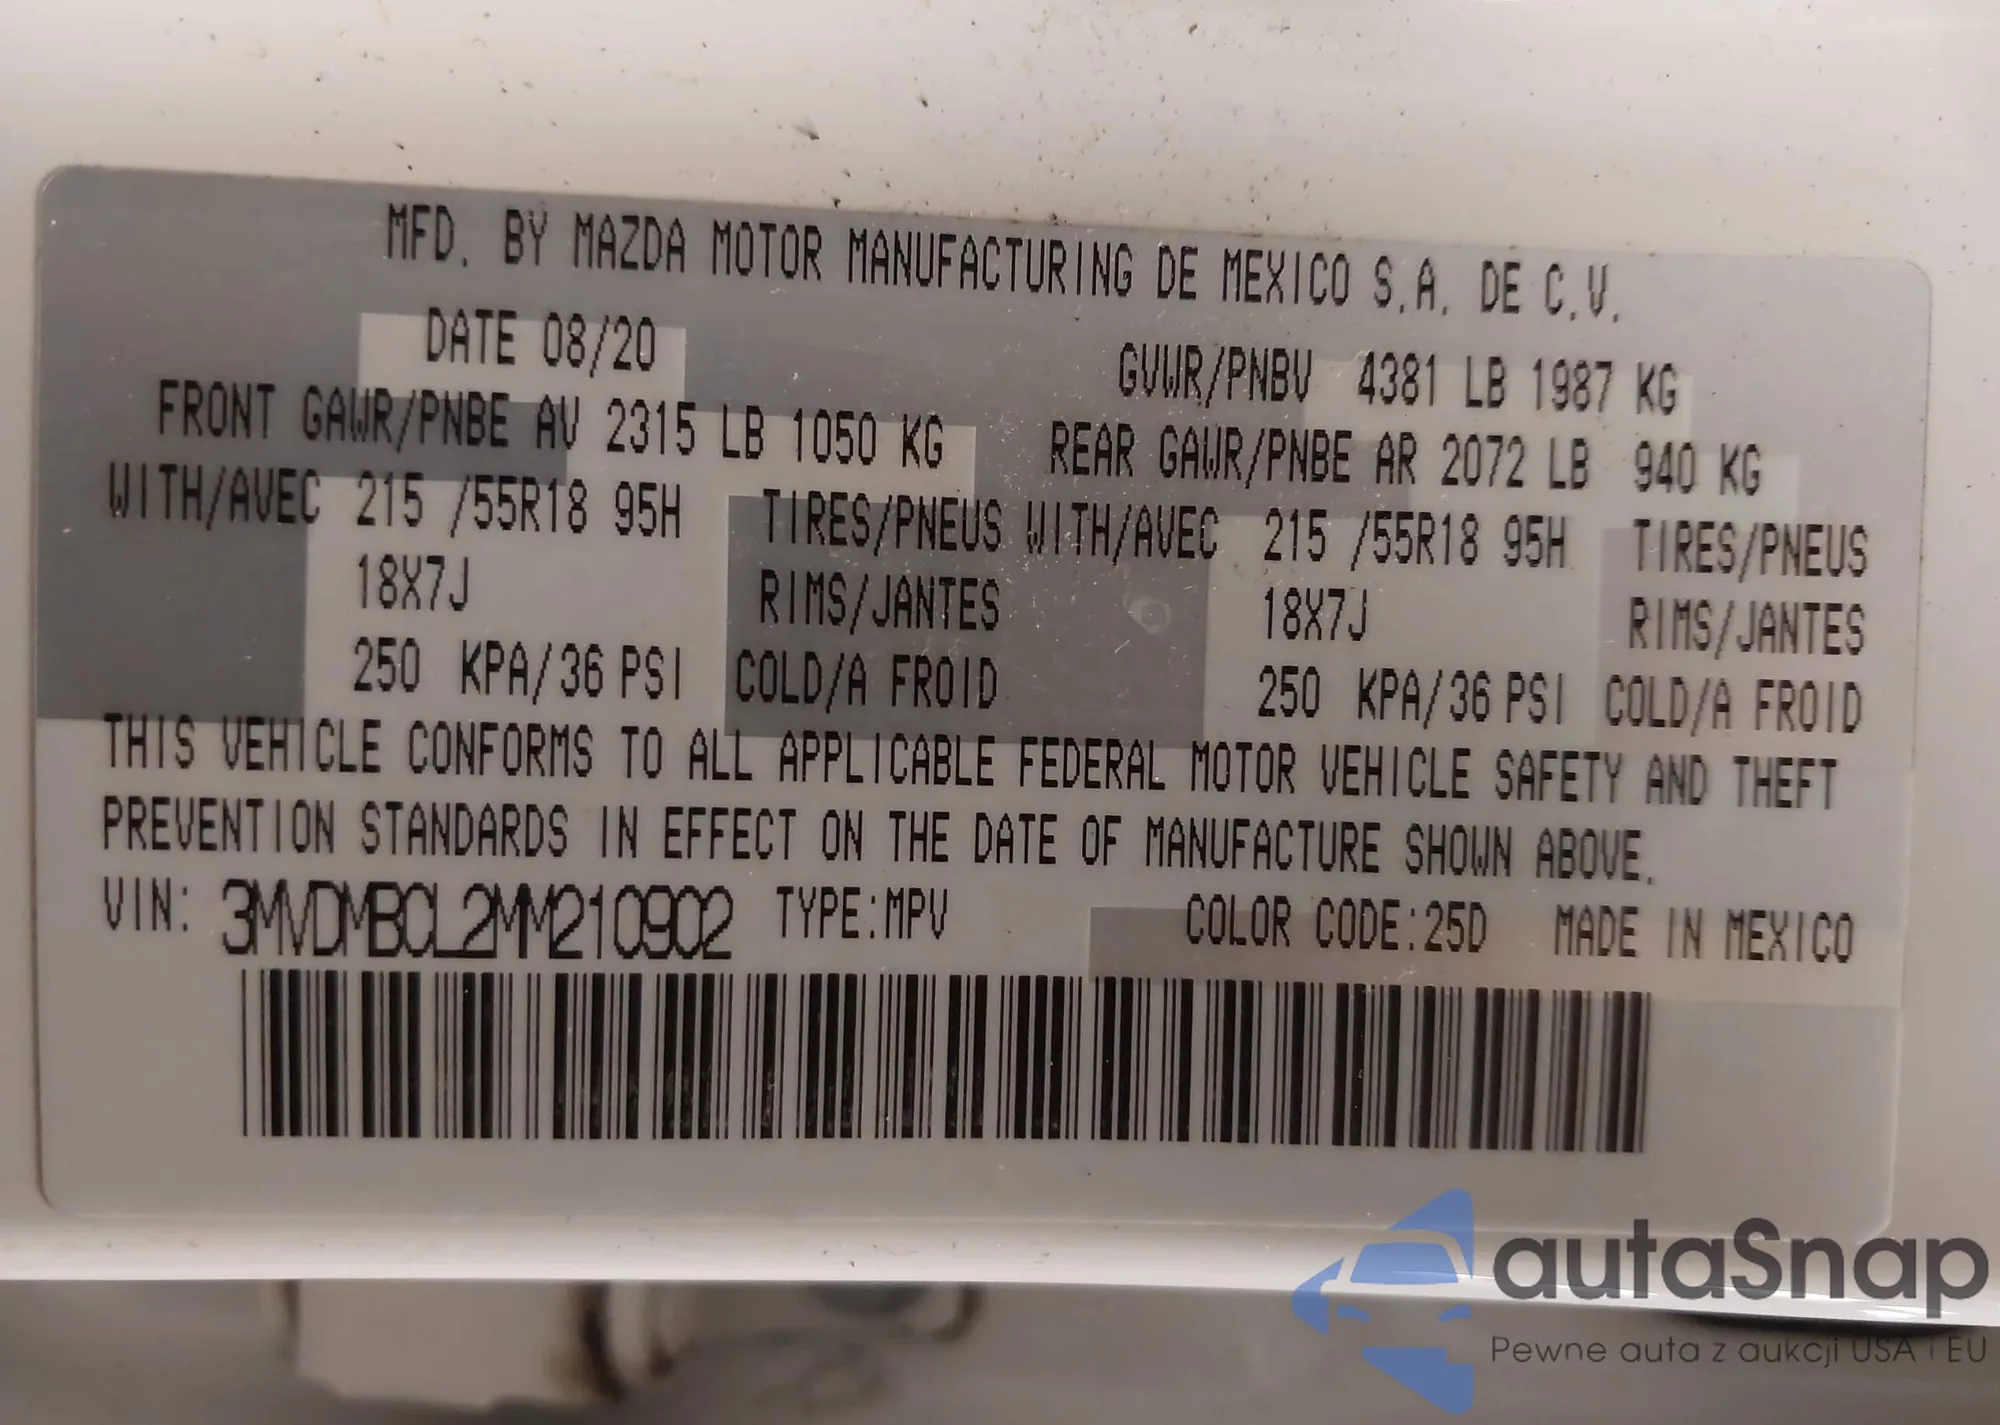 MFD. BY MAZDA MOTOR MANUFACTURING DE MEXICO S.A. DE C.V.
DATE 08/20 GVWR/PNBV 4381 LB 1987 KG
FRONT GAWR/PNBE AV 2315 LB 1050 KG REAR GAWR/PNBE AR 2072 LB 940 KG
WITH/AVEC 215 /55R18 95H TIRES/PNEUS WITH/AVEC 215 /55R18 95H TIRES/PNEUS
18X7J RIMS/JANTES 18X7J RIMS/JANTES
250 KPA/36 PSI COLD/A FROID 250 KPA/36 PSI COLD/A FROID
THIS VEHICLE CONFORMS TO ALL APPLICABLE FEDERAL MOTOR VEHICLE SAFETY AND THEFT
PREVENTION STANDARDS IN EFFECT ON THE DATE OF MANUFACTURE SHOWN ABOVE.
VIN: 3MVDMBCL2MM210902 TYPE:MPV COLOR CODE:25D MADE IN MEXICO
autaSnap
Pewne auta z aukcji USA i EU